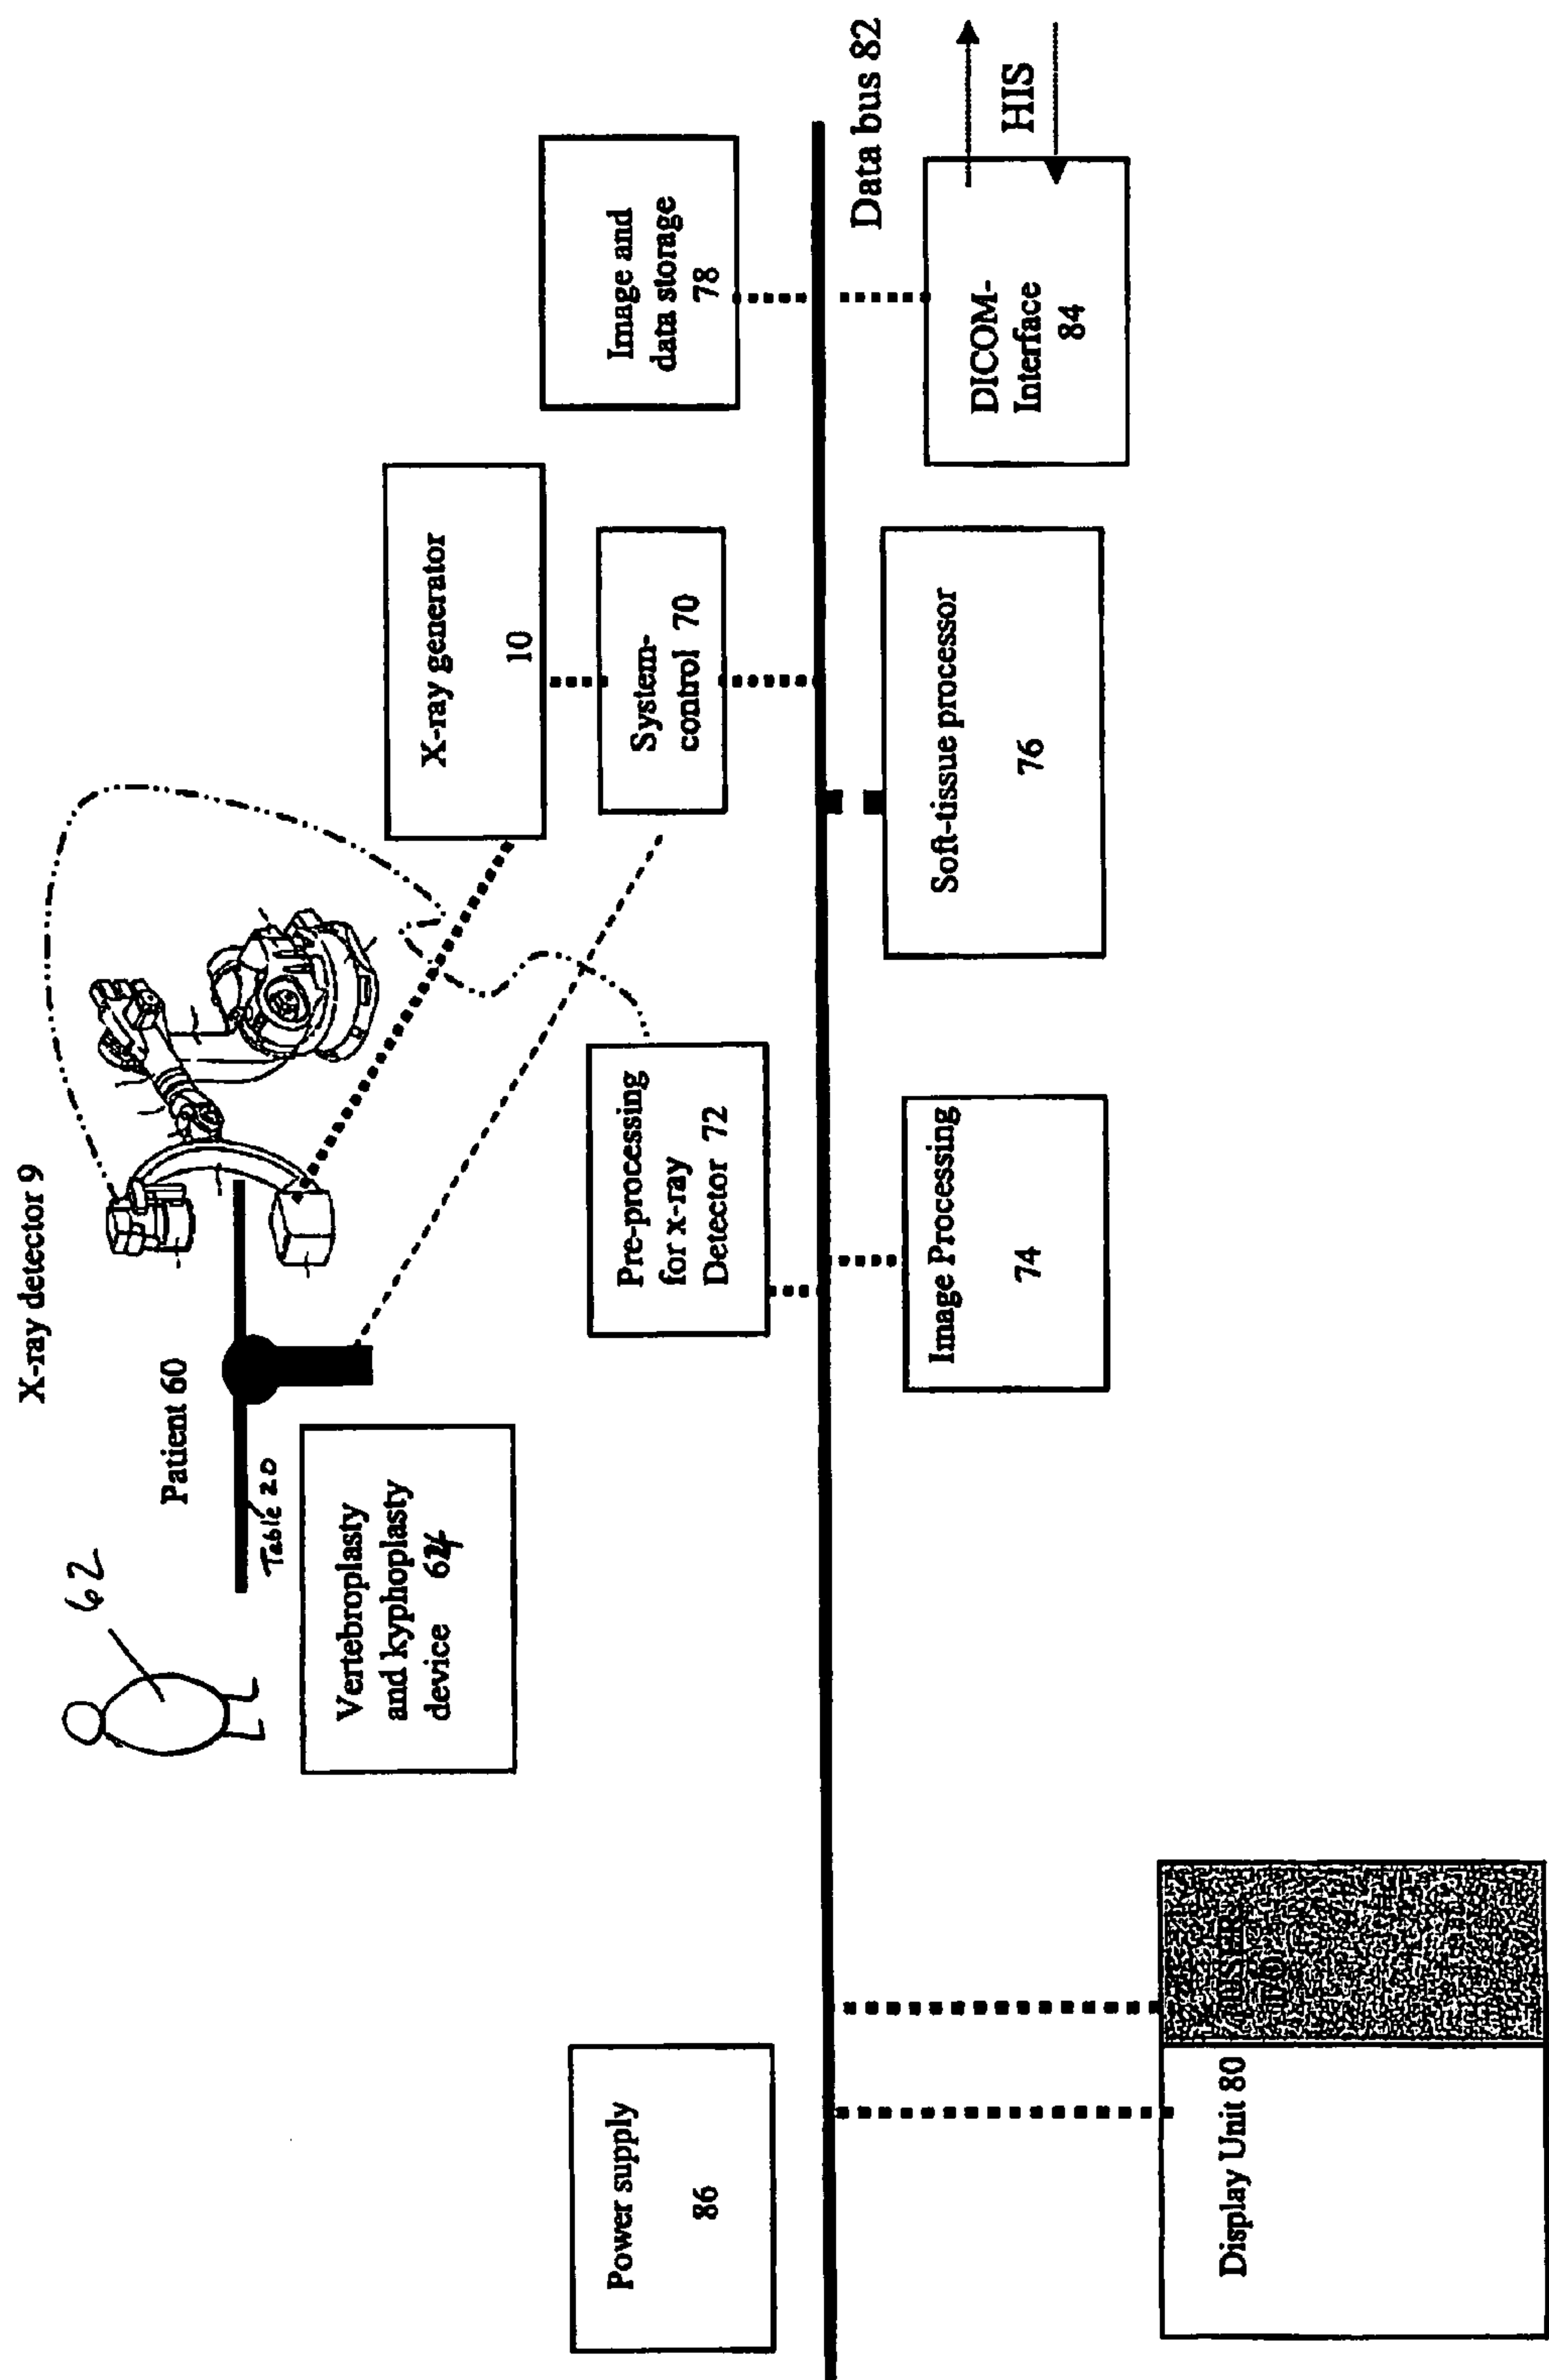 X-ray detector 9
62
Patient 60
Table 20
Vertebroplasty
and kyphoplasty
device 64
X-ray generator
10
System-
control 70
Image and
data storage
78
Pre-processing
for x-ray
Detector 72
Power supply
86
Data bus 82
HIS
DICOM-
Interface
84
Soft-tissue processor
76
Image Processing
74
Display Unit 80
USER
I/O